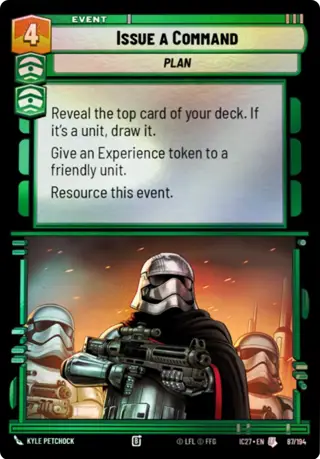 EVENT
4
ISSUE A COMMAND
PLAN
Reveal the top card of your deck. If
it's a unit, draw it.
Give an Experience token to a
friendly unit.
Resource this event.
KYLE PETCHOCK
U
© LFL © FFG
IC27 • EN
87/194